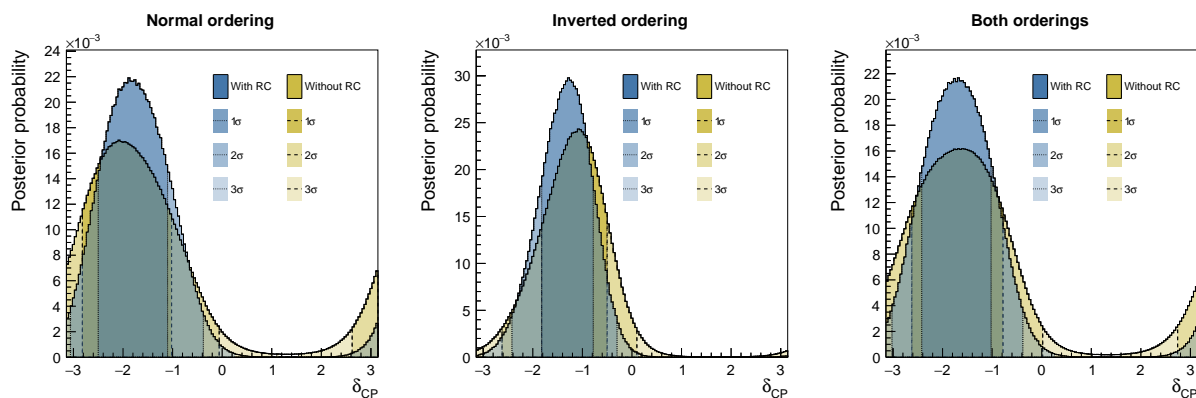 Normal ordering
×10⁻³
Posterior probability
24
22
20
18
16
14
12
10
8
6
4
2
0
With RC
Without RC
1σ
1σ
2σ
2σ
3σ
3σ
−3 −2 −1 0 1 2 3
δCP
Inverted ordering
×10⁻³
Posterior probability
30
25
20
15
10
5
0
With RC
Without RC
1σ
1σ
2σ
2σ
3σ
3σ
−3 −2 −1 0 1 2 3
δCP
Both orderings
×10⁻³
Posterior probability
22
20
18
16
14
12
10
8
6
4
2
0
With RC
Without RC
1σ
1σ
2σ
2σ
3σ
3σ
−3 −2 −1 0 1 2 3
δCP